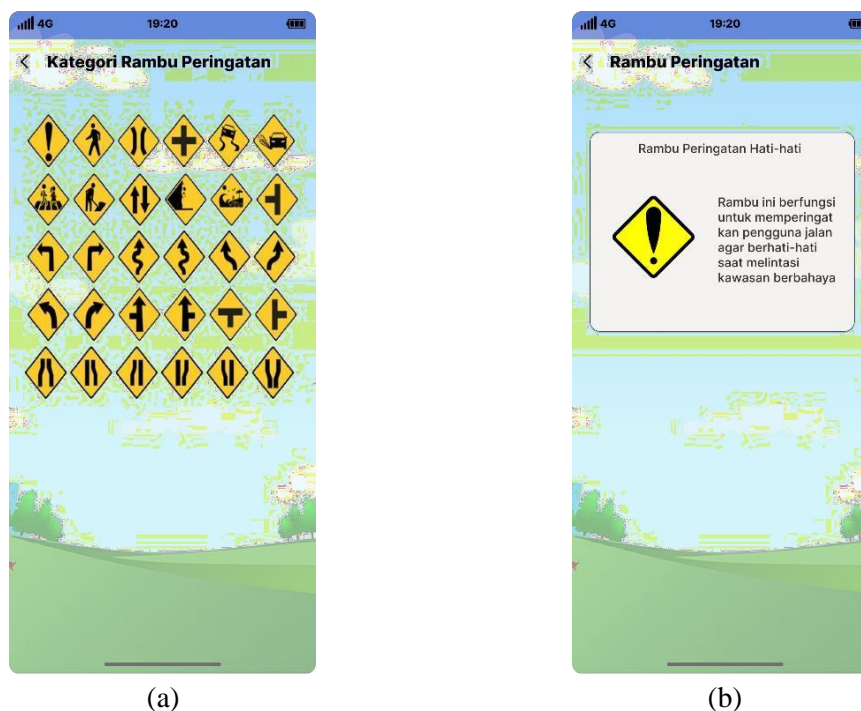 4G 19:20
Kategori Rambu Peringatan
(a)
4G 19:20
Rambu Peringatan
Rambu Peringatan Hati-hati
Rambu ini berfungsi
untuk memperingat
kan pengguna jalan
agar berhati-hati
saat melintasi
kawasan berbahaya
(b)